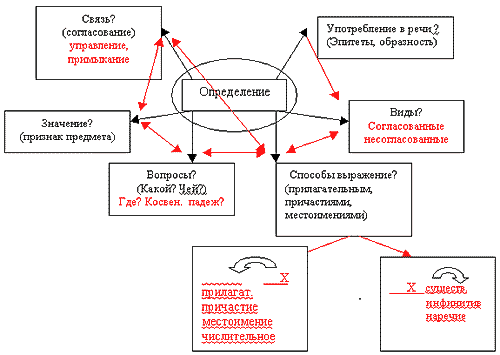 Связь?
(согласование)
управление,
примыкание
Употребление в речи ?
(Эпитеты, образность)
Определение
Значение?
(признак предмета)
Виды?
Согласованные
несогласованные
Вопросы?
(Какой? Чей?)
Где? Косвен. падеж?
Способы выражение?
(прилагательным,
причастиями,
местоимениями)
X
прилагат.
причастие
местоимение
числительное
X существ.
инфинитив
наречие